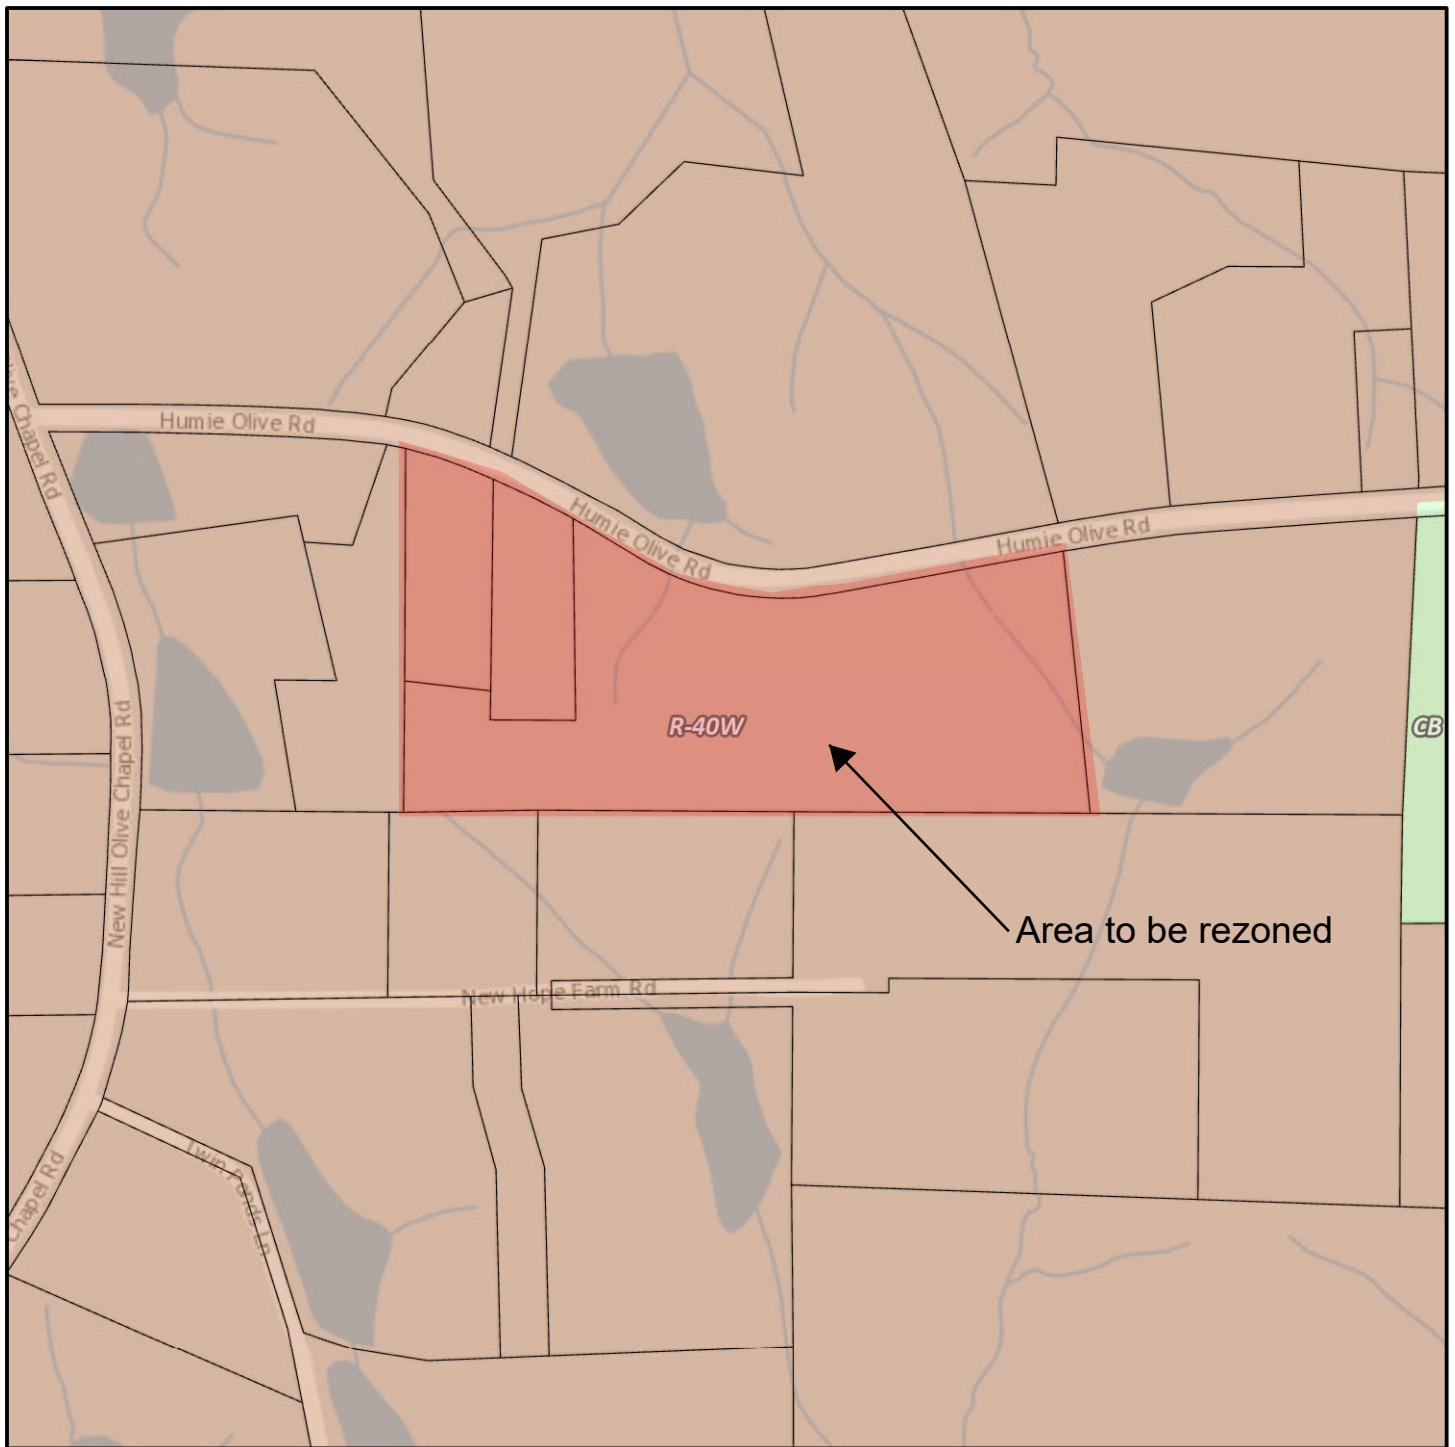 Humie Olive Rd
ive Chapel Rd
Humie Olive Rd
Humie Olive Rd
R-40W
CB
New Hill Olive Chapel Rd
Area to be rezoned
New Hope Farm Rd
Twin Ponds Ln
Chapel Rd